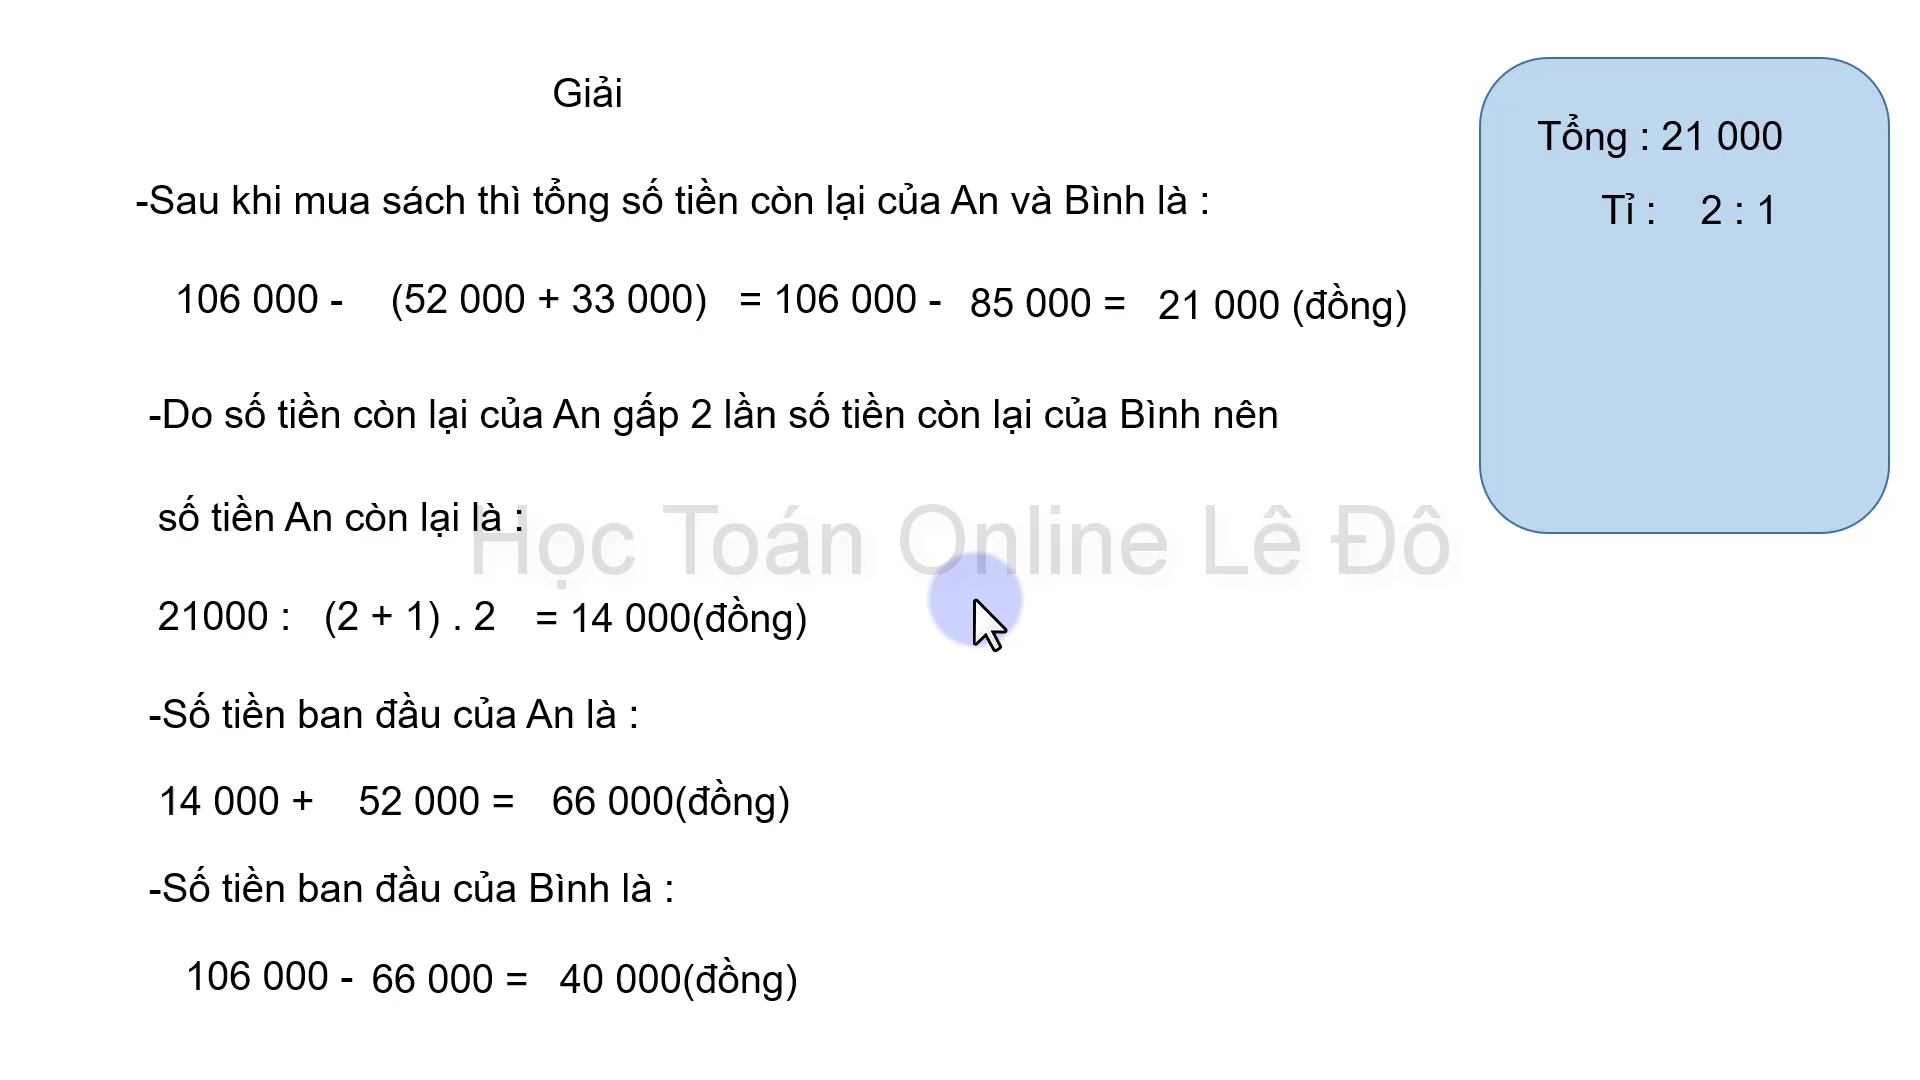 Giải
-Sau khi mua sách thì tổng số tiền còn lại của An và Bình là :
106 000 - (52 000 + 33 000) = 106 000 - 85 000 = 21 000 (đồng)
-Do số tiền còn lại của An gấp 2 lần số tiền còn lại của Bình nên
số tiền An còn lại là :
21000 : (2 + 1) . 2 = 14 000(đồng)
-Số tiền ban đầu của An là :
14 000 + 52 000 = 66 000(đồng)
-Số tiền ban đầu của Bình là :
106 000 - 66 000 = 40 000(đồng)
Tổng : 21 000
Tỉ : 2 : 1
Học Toán Online Lê Đô